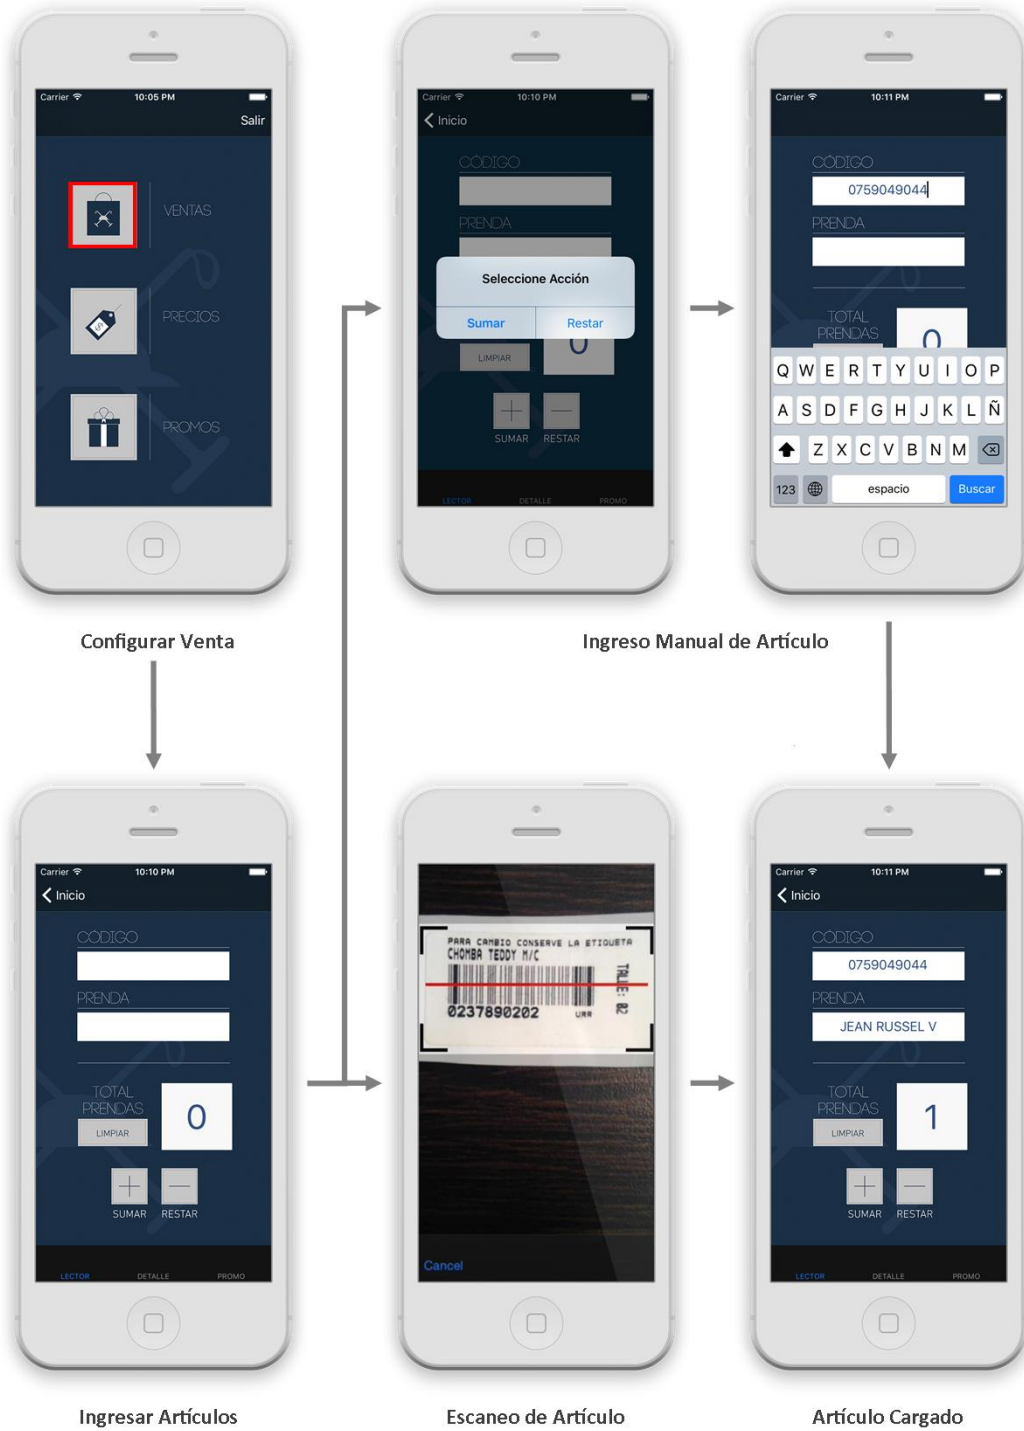 Carrier 10:05 PM
Salir
VENTAS
PRECIOS
$
PROMOS
Configurar Venta
Carrier 10:10 PM
Inicio
CÓDIGO
PRENDA
Seleccione Acción
Sumar Restar
LIMPIAR 0
SUMAR RESTAR
LECTOR DETALLE PROMO
Carrier 10:11 PM
CÓDIGO
0759049044
PRENDA
TOTAL
PRENDAS 0
Q W E R T Y U I O P
A S D F G H J K L Ñ
Z X C V B N M
123 espacio Buscar
Ingreso Manual de Artículo
Carrier 10:10 PM
Inicio
CÓDIGO
PRENDA
TOTAL
PRENDAS
LIMPIAR
0
SUMAR RESTAR
LECTOR DETALLE PROMO
Ingresar Artículos
PARA CAMBIO CONSERVE LA ETIQUETA
CHOMBA TEDDY M/C
TALLE: 02
0237890202 URR
Cancel
Escaneo de Artículo
Carrier 10:11 PM
Inicio
CÓDIGO
0759049044
PRENDA
JEAN RUSSEL V
TOTAL
PRENDAS
LIMPIAR
1
SUMAR RESTAR
LECTOR DETALLE PROMO
Artículo Cargado